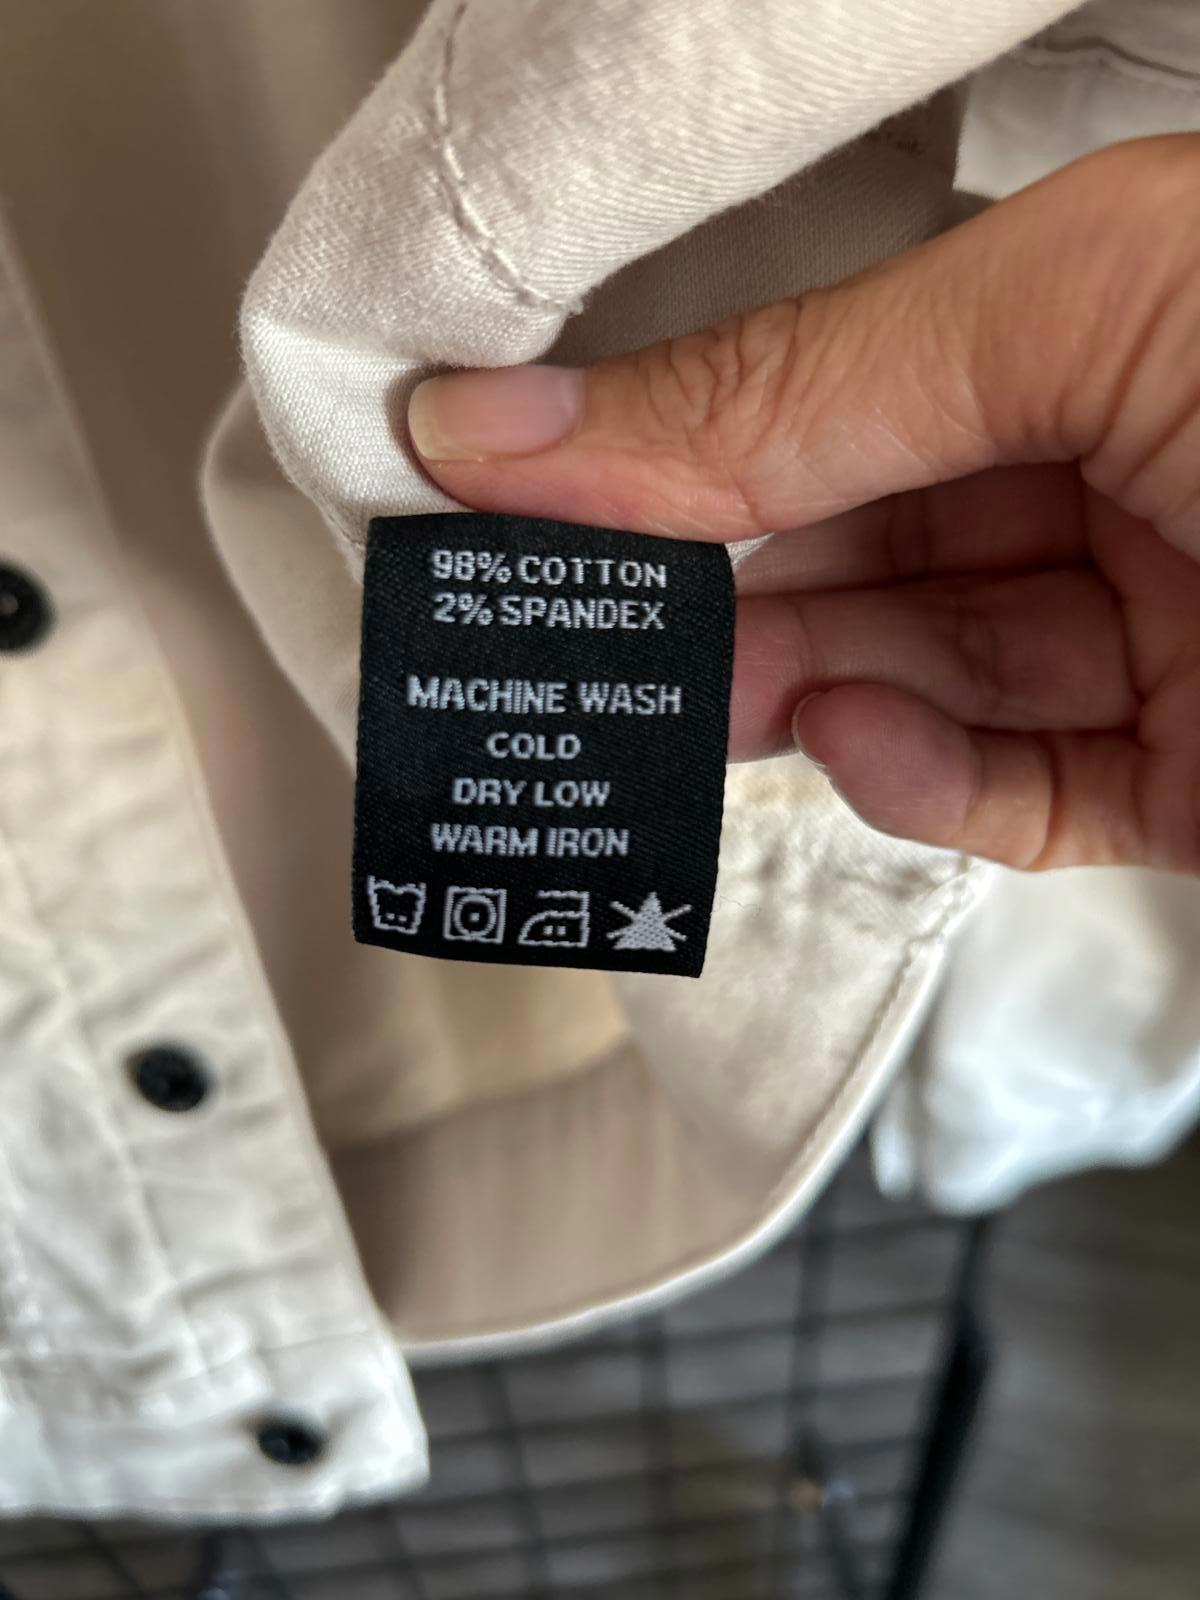 98% COTTON
2% SPANDEX
MACHINE WASH
COLD
DRY LOW
WARM IRON